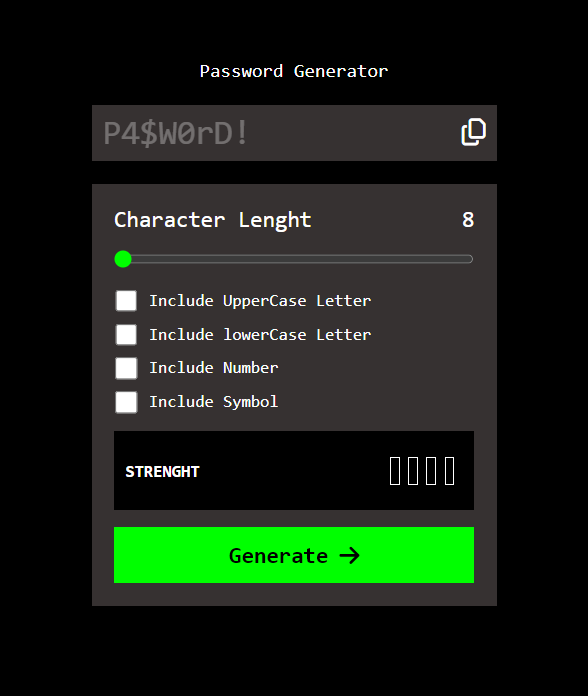 Password Generator
P4$W0rD!
Character Lenght 8
Include UpperCase Letter
Include lowerCase Letter
Include Number
Include Symbol
STRENGHT
Generate →